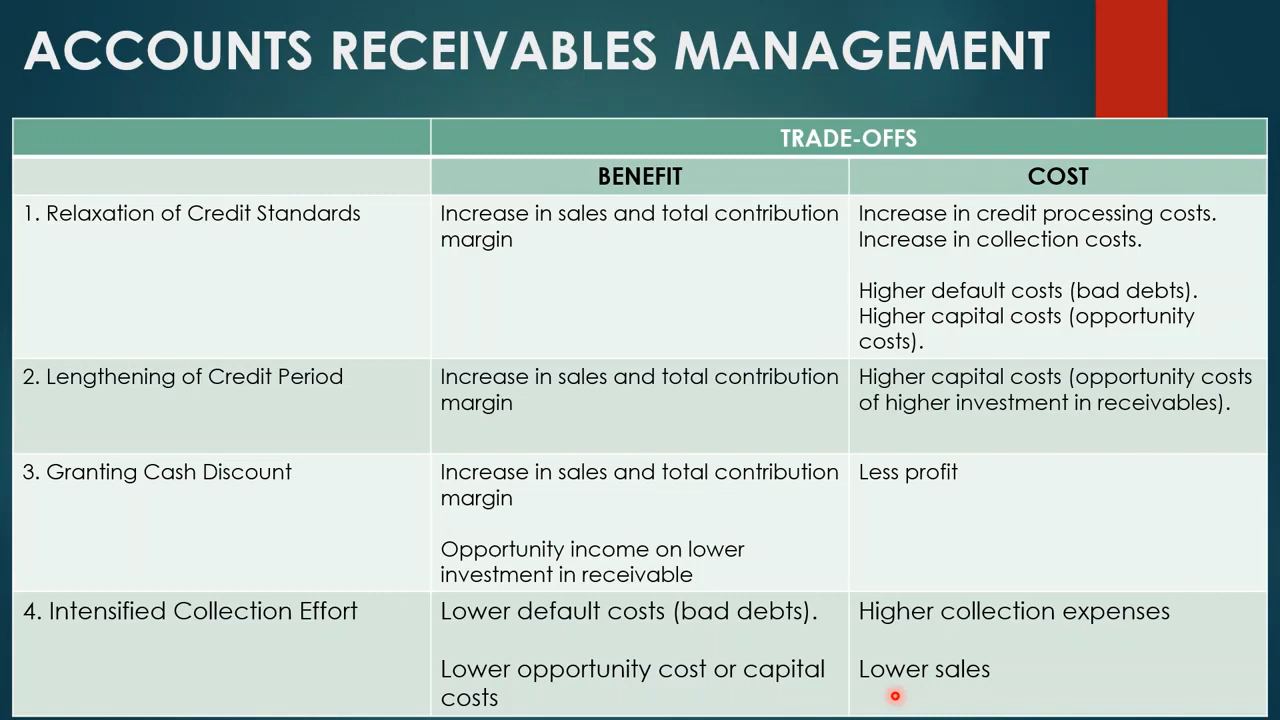 ACCOUNTS RECEIVABLES MANAGEMENT
TRADE-OFFS
BENEFIT
COST
1. Relaxation of Credit Standards
Increase in sales and total contribution
margin
Increase in credit processing costs.
Increase in collection costs.
Higher default costs (bad debts).
Higher capital costs (opportunity
costs).
2. Lengthening of Credit Period
Increase in sales and total contribution
margin
Higher capital costs (opportunity costs
of higher investment in receivables).
3. Granting Cash Discount
Increase in sales and total contribution
margin
Opportunity income on lower
investment in receivable
Less profit
4. Intensified Collection Effort
Lower default costs (bad debts).
Lower opportunity cost or capital
costs
Higher collection expenses
Lower sales